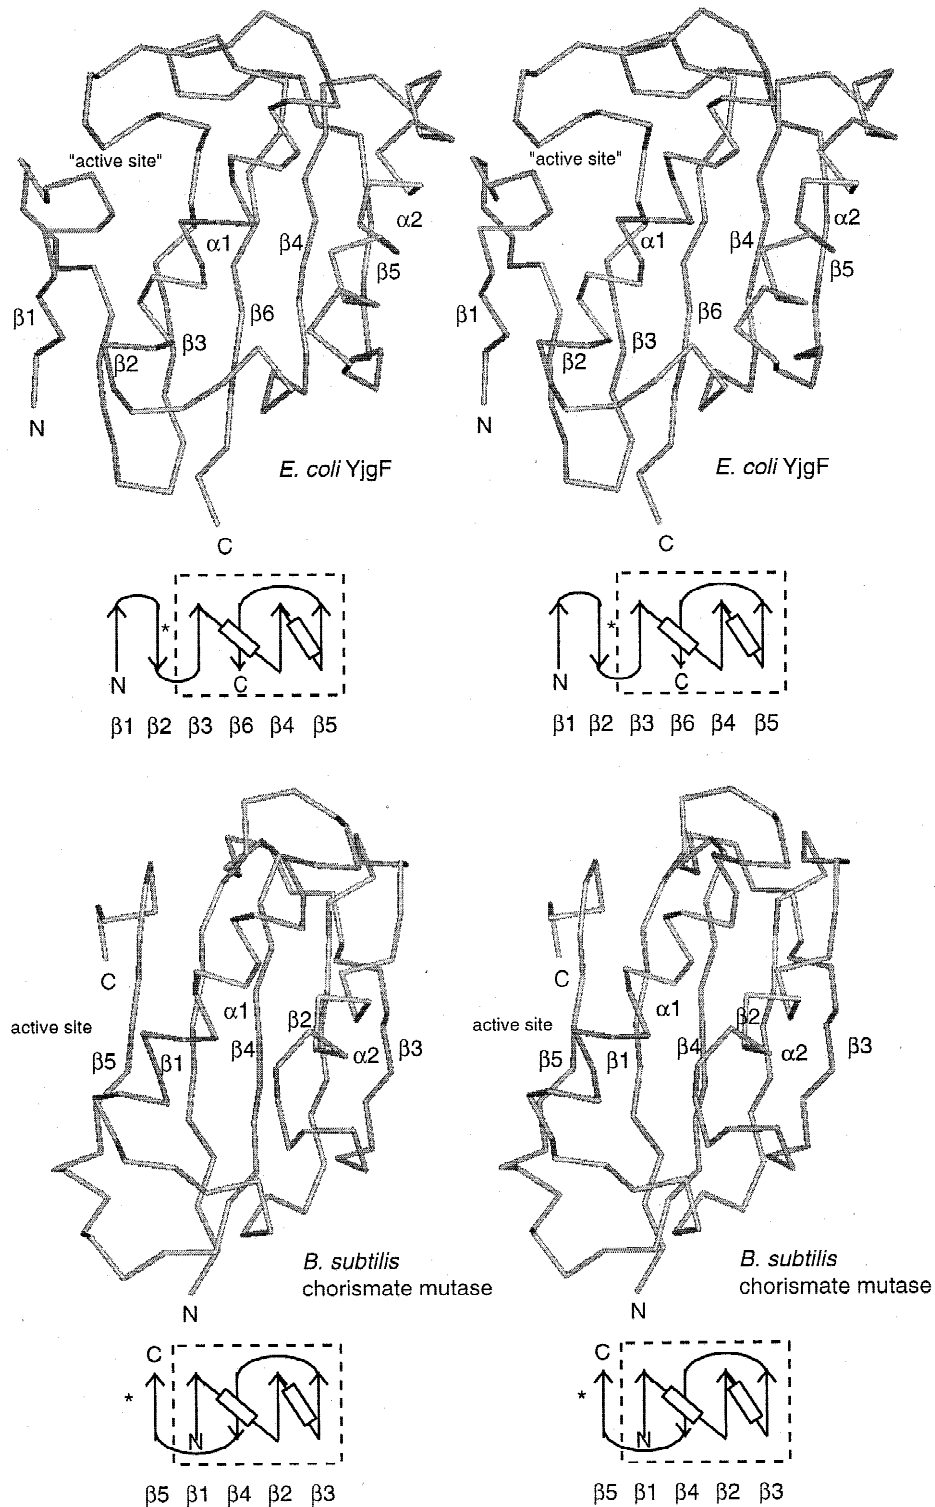 "active site" "active site"
α1 β4 α2 α1 β4 α2
β5 β5
β1 β6 β1 β6
β2 β3 β2 β3
N N
E. coli YjgF E. coli YjgF
C C
* *
N C N C
β1 β2 β3 β6 β4 β5 β1 β2 β3 β6 β4 β5
C C
active site α1 β2 active site α1 β2
β5 β1 β4 α2 β3 β5 β1 β4 α2 β3
B. subtilis B. subtilis
chorismate mutase chorismate mutase
N N
C C
* *
N N
β5 β1 β4 β2 β3 β5 β1 β4 β2 β3